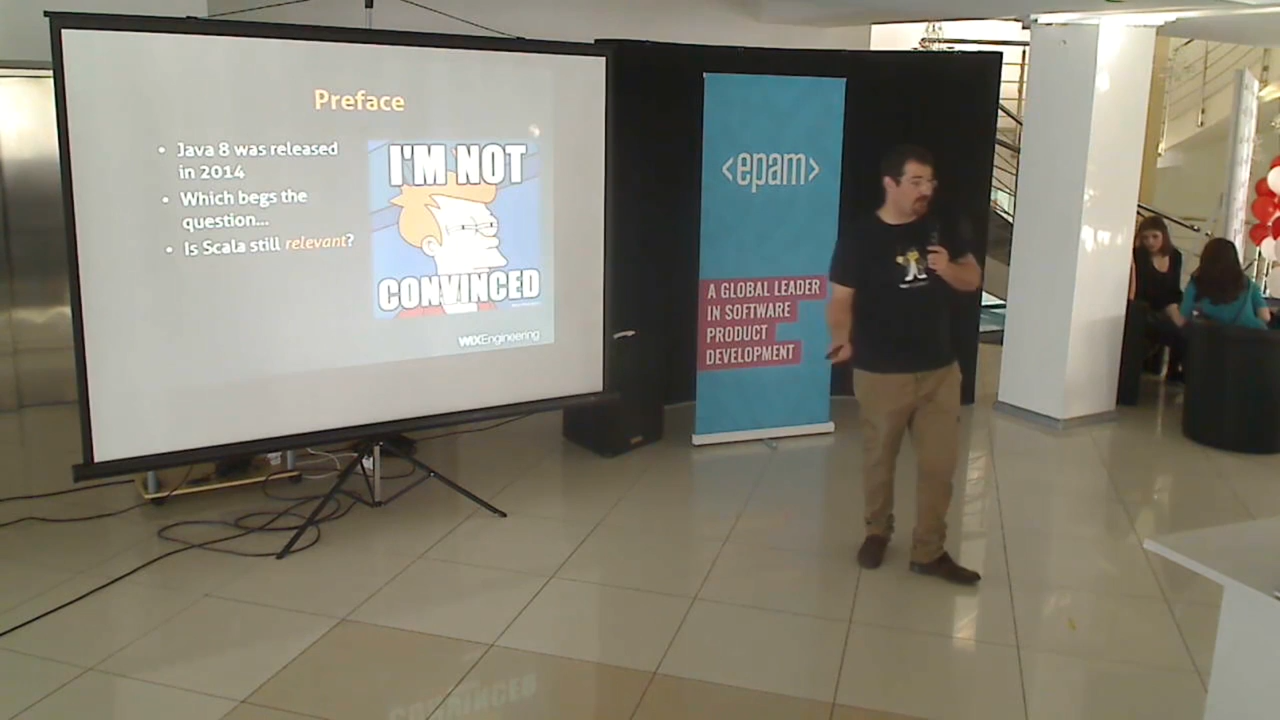 Preface
• Java 8 was released
in 2014
• Which begs the
question...
• Is Scala still relevant?
I'M NOT
CONVINCED
WIXEngineering
<epam>
A GLOBAL LEADER
IN SOFTWARE
PRODUCT
DEVELOPMENT